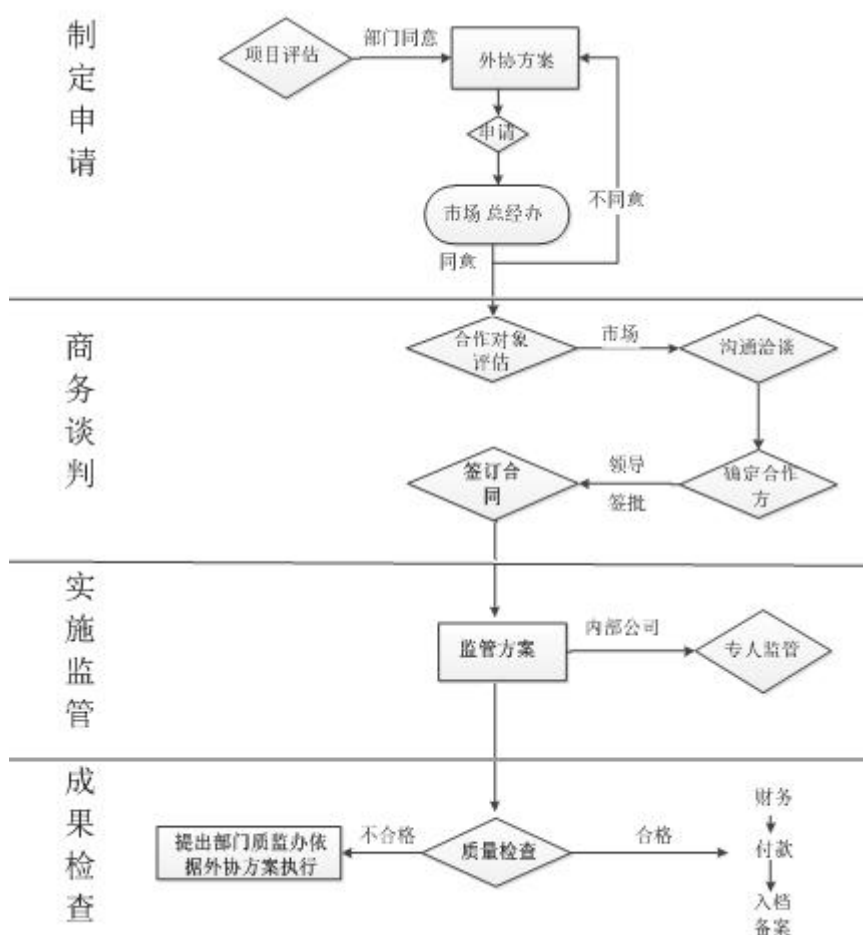 制定申请
项目评估
部门同意
外协方案
申请
市场 总经办
不同意
同意
商务谈判
合作对象
评估
市场
沟通洽谈
签订合
同
领导
签批
确定合作
方
实施监管
监管方案
内部公司
专人监管
成果检查
提出部门质监办依
据外协方案执行
不合格
质量检查
合格
财务
付款
入档
备案